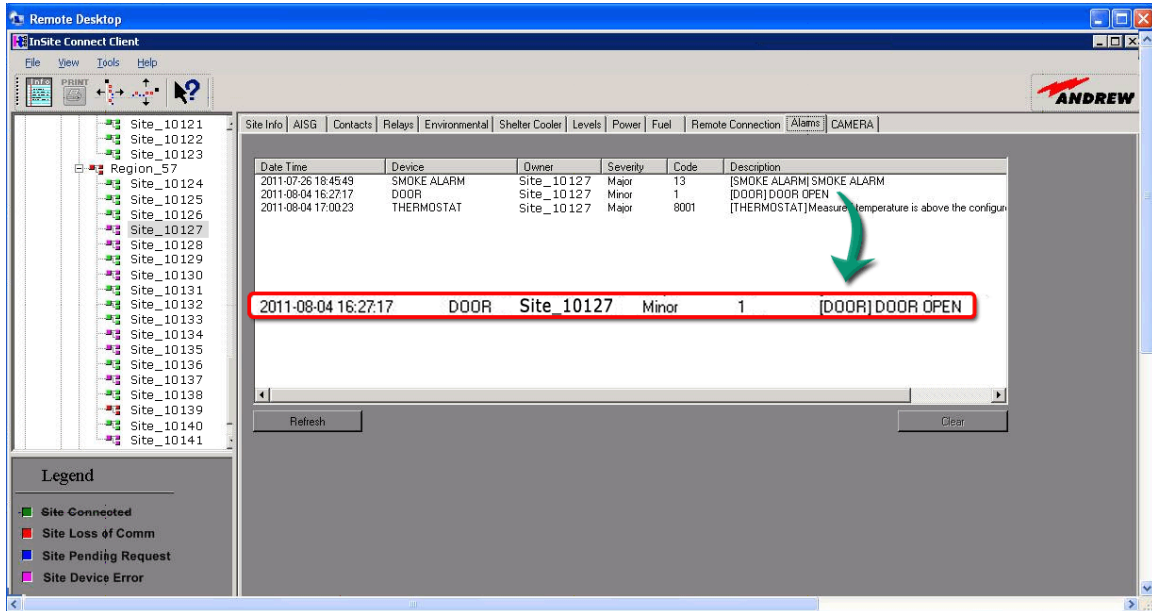 Remote Desktop
InSite Connect Client
File View Tools Help
Info PRINT
ANDREW
Site_10121
Site_10122
Site_10123
Region_57
Site_10124
Site_10125
Site_10126
Site_10127
Site_10128
Site_10129
Site_10130
Site_10131
Site_10132
Site_10133
Site_10134
Site_10135
Site_10136
Site_10137
Site_10138
Site_10139
Site_10140
Site_10141
Site Info AISG Contacts Relays Environmental Shelter Cooler Levels Power Fuel Remote Connection Alarms CAMERA
Date Time Device Owner Severity Code Description
2011-07-26 18:45:49 SMOKE ALARM Site_10127 Major 13 [SMOKE ALARM] SMOKE ALARM
2011-08-04 16:27:17 DOOR Site_10127 Minor 1 [DOOR] DOOR OPEN
2011-08-04 17:00:23 THERMOSTAT Site_10127 Major 8001 [THERMOSTAT] Measured temperature is above the configur
2011-08-04 16:27:17 DOOR Site_10127 Minor 1 [DOOR] DOOR OPEN
Refresh Clear
Legend
Site Connected
Site Loss of Comm
Site Pending Request
Site Device Error